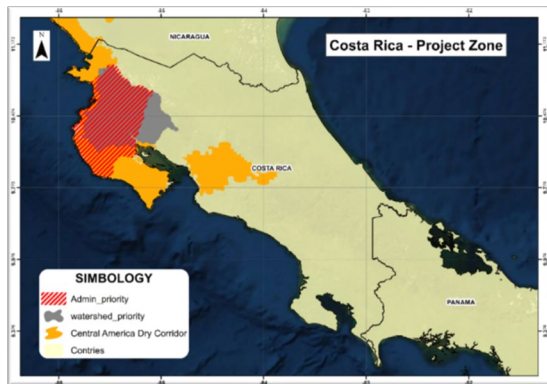 NICARAGUA
Costa Rica - Project Zone
N
COSTA RICA
PANAMA
SIMBOLOGY
Admin_priority
watershed_priority
Central America Dry Corridor
Contries